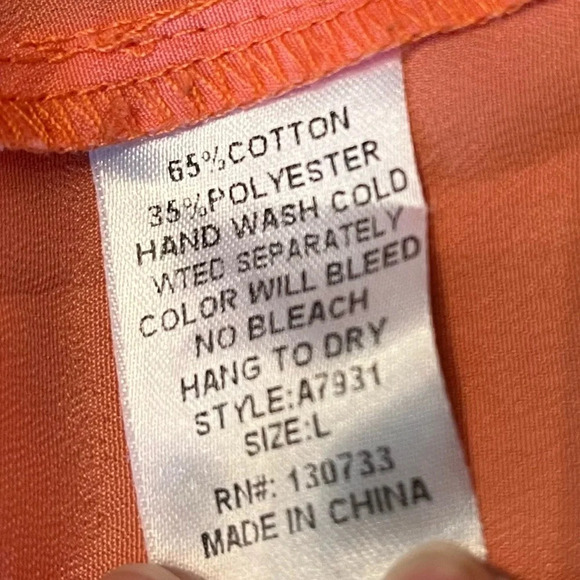 65%COTTON
35%POLYESTER
HAND WASH COLD
WTED SEPARATELY
COLOR WILL BLEED
NO BLEACH
HANG TO DRY
STYLE:A7931
SIZE:L
RN#: 130733
MADE IN CHINA